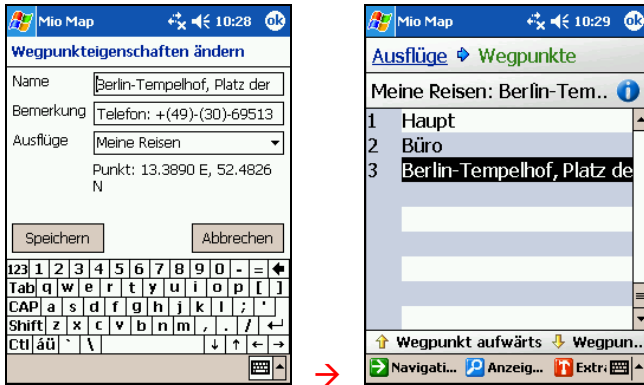 Mio Map 10:28 ok
Wegpunkteigenschaften ändern
Name Berlin-Tempelhof, Platz der
Bemerkung Telefon: +(49)-(30)-69513
Ausflüge Meine Reisen
Punkt: 13.3890 E, 52.4826
N
Speichern Abbrechen
123 1 2 3 4 5 6 7 8 9 0 - =
Tab q w e r t y u i o p [ ]
CAP a s d f g h j k l ; '
Shift z x c v b n m , . /
Ctl áü ` \
Mio Map 10:29 ok
Ausflüge Wegpunkte
Meine Reisen: Berlin-Tem..
1 Haupt
2 Büro
3 Berlin-Tempelhof, Platz de
Wegpunkt aufwärts Wegpun..
Navigati... Anzeig... Extr